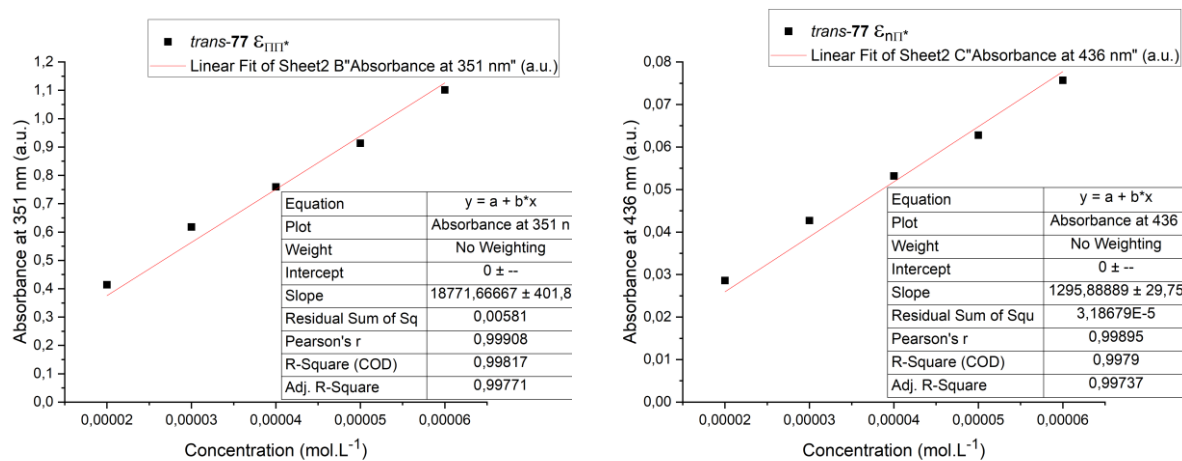 trans-77 ε_ΠΠ*
Linear Fit of Sheet2 B"Absorbance at 351 nm" (a.u.)
Absorbance at 351 nm (a.u.)
1,2
1,1
1,0
0,9
0,8
0,7
0,6
0,5
0,4
0,3
0,2
0,1
0,0
Equation y = a + b*x
Plot Absorbance at 351 n
Weight No Weighting
Intercept 0 ± --
Slope 18771,66667 ± 401,8
Residual Sum of Sq 0,00581
Pearson's r 0,99908
R-Square (COD) 0,99817
Adj. R-Square 0,99771
0,00002 0,00003 0,00004 0,00005 0,00006
Concentration (mol.L⁻¹)
trans-77 ε_nΠ*
Linear Fit of Sheet2 C"Absorbance at 436 nm" (a.u.)
Absorbance at 436 nm (a.u.)
0,08
0,07
0,06
0,05
0,04
0,03
0,02
0,01
0,00
Equation y = a + b*x
Plot Absorbance at 436
Weight No Weighting
Intercept 0 ± --
Slope 1295,88889 ± 29,75
Residual Sum of Squ 3,18679E-5
Pearson's r 0,99895
R-Square (COD) 0,9979
Adj. R-Square 0,99737
0,00002 0,00003 0,00004 0,00005 0,00006
Concentration (mol.L⁻¹)